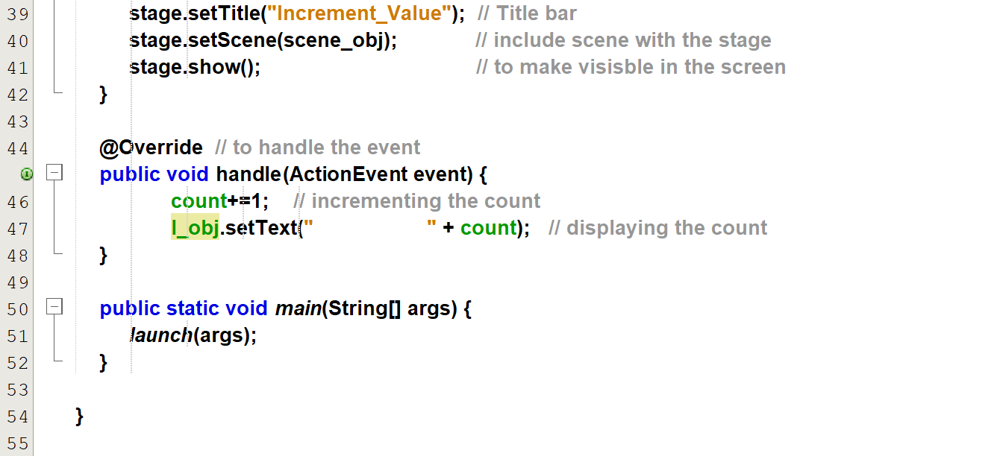 39 stage.setTitle("Increment_Value"); // Title bar
40 stage.setScene(scene_obj); // include scene with the stage
41 stage.show(); // to make visisble in the screen
42 }
43
44 @Override // to handle the event
public void handle(ActionEvent event) {
46 count+=1; // incrementing the count
47 l_obj.setText("                    " + count); // displaying the count
48 }
49
50 public static void main(String[] args) {
51 launch(args);
52 }
53
54 }
55